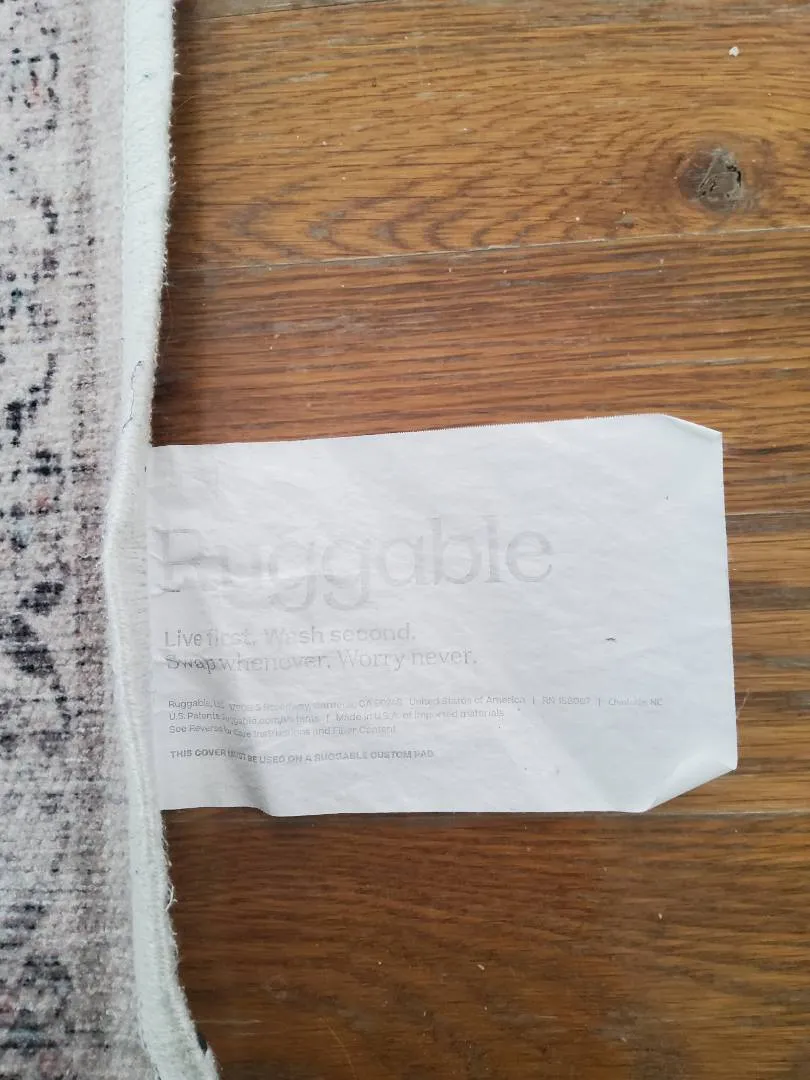 Ruggable
Live first. Wash second.
Swap whenever. Worry never.
Ruggable, LLC Gardena, CA United States of America | RN | NC
U.S. Patents ruggable.com/patents | Made in U.S.A. of imported materials
See Reverse for Care Instructions and Fiber Content
THIS COVER MUST BE USED ON A RUGGABLE CUSTOM PAD